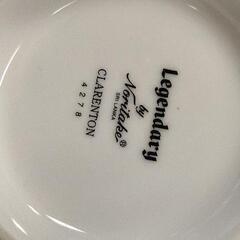 Legendary
by
Noritake®
SRI LANKA
CLARENTON
4278